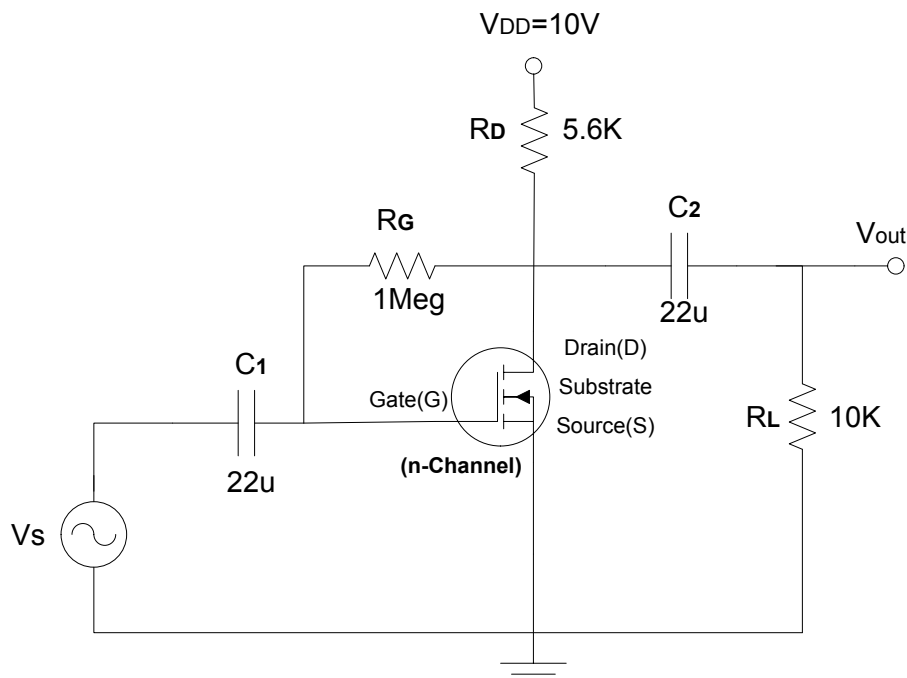 VDD=10V
RD 5.6K
C2
RG
Vout
1Meg
22u
Drain(D)
C1
Substrate
Gate(G)
Source(S)
RL 10K
(n-Channel)
22u
Vs